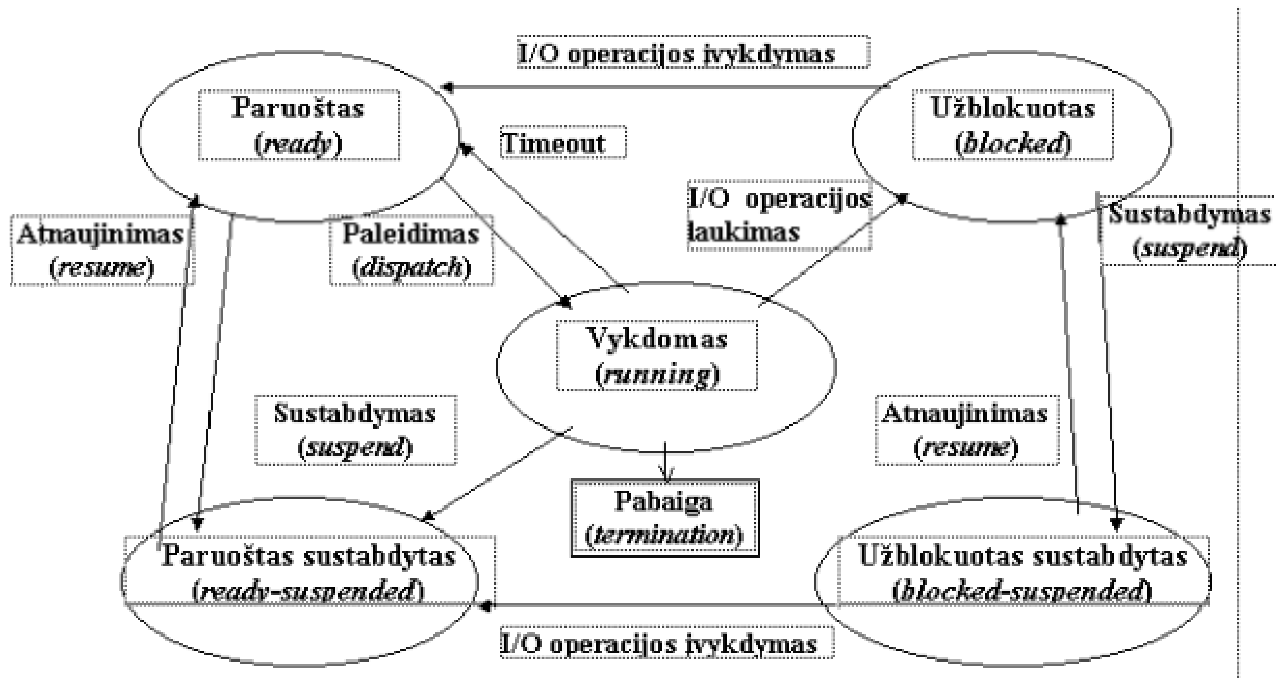 I/O operacijos įvykdymas
Paruoštas
(ready)
Užblokuotas
(blocked)
Timeout
I/O operacijos
laukimas
Atnaujinimas
(resume)
Paleidimas
(dispatch)
Sustabdymas
(suspend)
Vykdomas
(running)
Sustabdymas
(suspend)
Atnaujinimas
(resume)
Pabaiga
(termination)
Paruoštas sustabdytas
(ready-suspended)
Užblokuotas sustabdytas
(blocked-suspended)
I/O operacijos įvykdymas